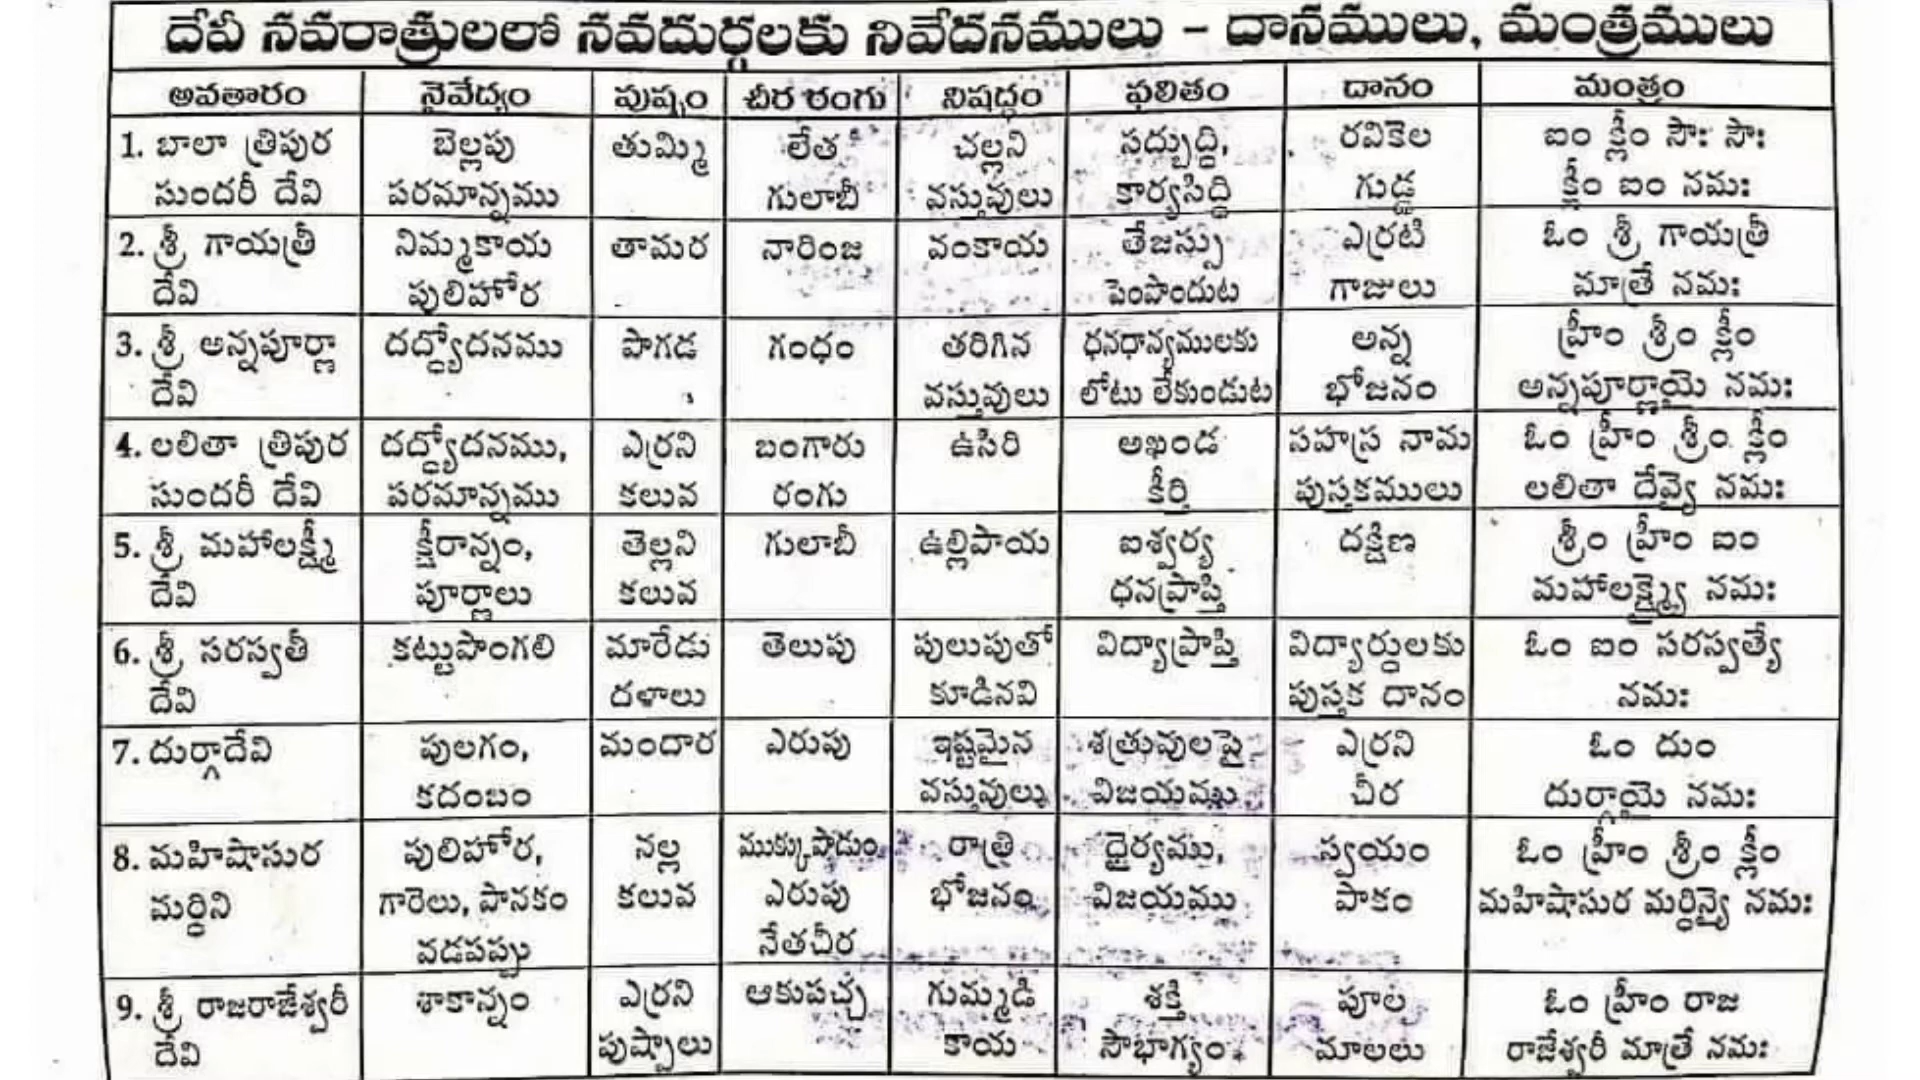 దేవీ నవరాత్రులలో నవదుర్గలకు నివేదనములు - దానములు, మంత్రములు
అవతారం నైవేద్యం పుష్పం చీర రంగు నిషద్ధం ఫలితం దానం మంత్రం
1. బాలా త్రిపుర బెల్లపు తుమ్మి లేత చల్లని సద్బుద్ధి, రవికెల ఐం క్లీం సౌః సౌః
సుందరీ దేవి పరమాన్నము గులాబీ వస్తువులు కార్యసిద్ధి గుడ్డ క్లీం ఐం నమః
2. శ్రీ గాయత్రీ నిమ్మకాయ తామర నారింజ వంకాయ తేజస్సు ఎర్రటి ఓం శ్రీ గాయత్రీ
దేవి పులిహోర పెంపొందుట గాజులు మాత్రే నమః
3. శ్రీ అన్నపూర్ణా దద్ధ్యోదనము పొగడ గంధం తరిగిన ధనధాన్యములకు అన్న హ్రీం శ్రీం క్లీం
దేవి వస్తువులు లోటు లేకుండుట భోజనం అన్నపూర్ణాయై నమః
4. లలితా త్రిపుర దద్ధ్యోదనము, ఎర్రని బంగారు ఉసిరి అఖండ సహస్ర నామ ఓం హ్రీం శ్రీం క్లీం
సుందరీ దేవి పరమాన్నము కలువ రంగు కీర్తి పుస్తకములు లలితా దేవ్యై నమః
5. శ్రీ మహాలక్ష్మీ క్షీరాన్నం, తెల్లని గులాబీ ఉల్లిపాయ ఐశ్వర్య దక్షిణ శ్రీం హ్రీం ఐం
దేవి పూర్ణాలు కలువ ధనప్రాప్తి మహాలక్ష్మ్యై నమః
6. శ్రీ సరస్వతీ కట్టుపొంగలి మారేడు తెలుపు పులుపుతో విద్యాప్రాప్తి విద్యార్ధులకు ఓం ఐం సరస్వత్యే
దేవి దళాలు కూడినవి పుస్తక దానం నమః
7. దుర్గాదేవి పులగం, మందార ఎరుపు ఇష్టమైన శత్రువులపై ఎర్రని ఓం దుం
కదంబం వస్తువులు విజయము చీర దుర్గాయై నమః
8. మహిషాసుర పులిహోర, నల్ల ముక్కుపొడుం రాత్రి ధైర్యము, స్వయం ఓం హ్రీం శ్రీం క్లీం
మర్ధిని గారెలు, పానకం కలువ ఎరుపు భోజనం విజయము పాకం మహిషాసుర మర్ధిన్యై నమః
వడపప్పు నేతచీర
9. శ్రీ రాజరాజేశ్వరీ శాకాన్నం ఎర్రని ఆకుపచ్చ గుమ్మడి శక్తి పూల ఓం హ్రీం రాజ
దేవి పుష్పాలు కాయ సౌభాగ్యం మాలలు రాజేశ్వరీ మాత్రే నమః